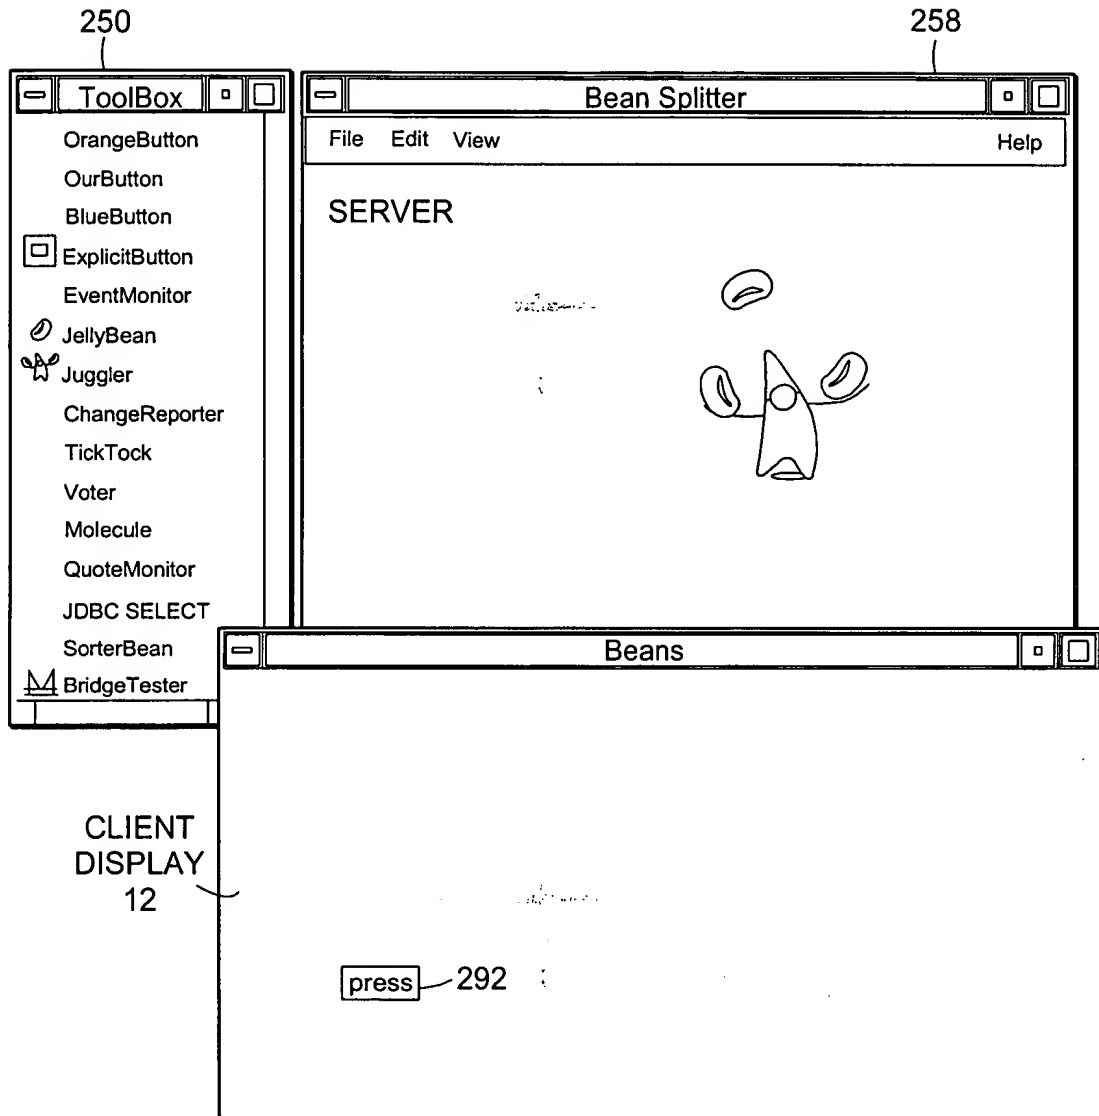 250
258
ToolBox
OrangeButton
OurButton
BlueButton
ExplicitButton
EventMonitor
JellyBean
Juggler
ChangeReporter
TickTock
Voter
Molecule
QuoteMonitor
JDBC SELECT
SorterBean
BridgeTester
Bean Splitter
File Edit View Help
SERVER
Beans
CLIENT
DISPLAY
12
press 292